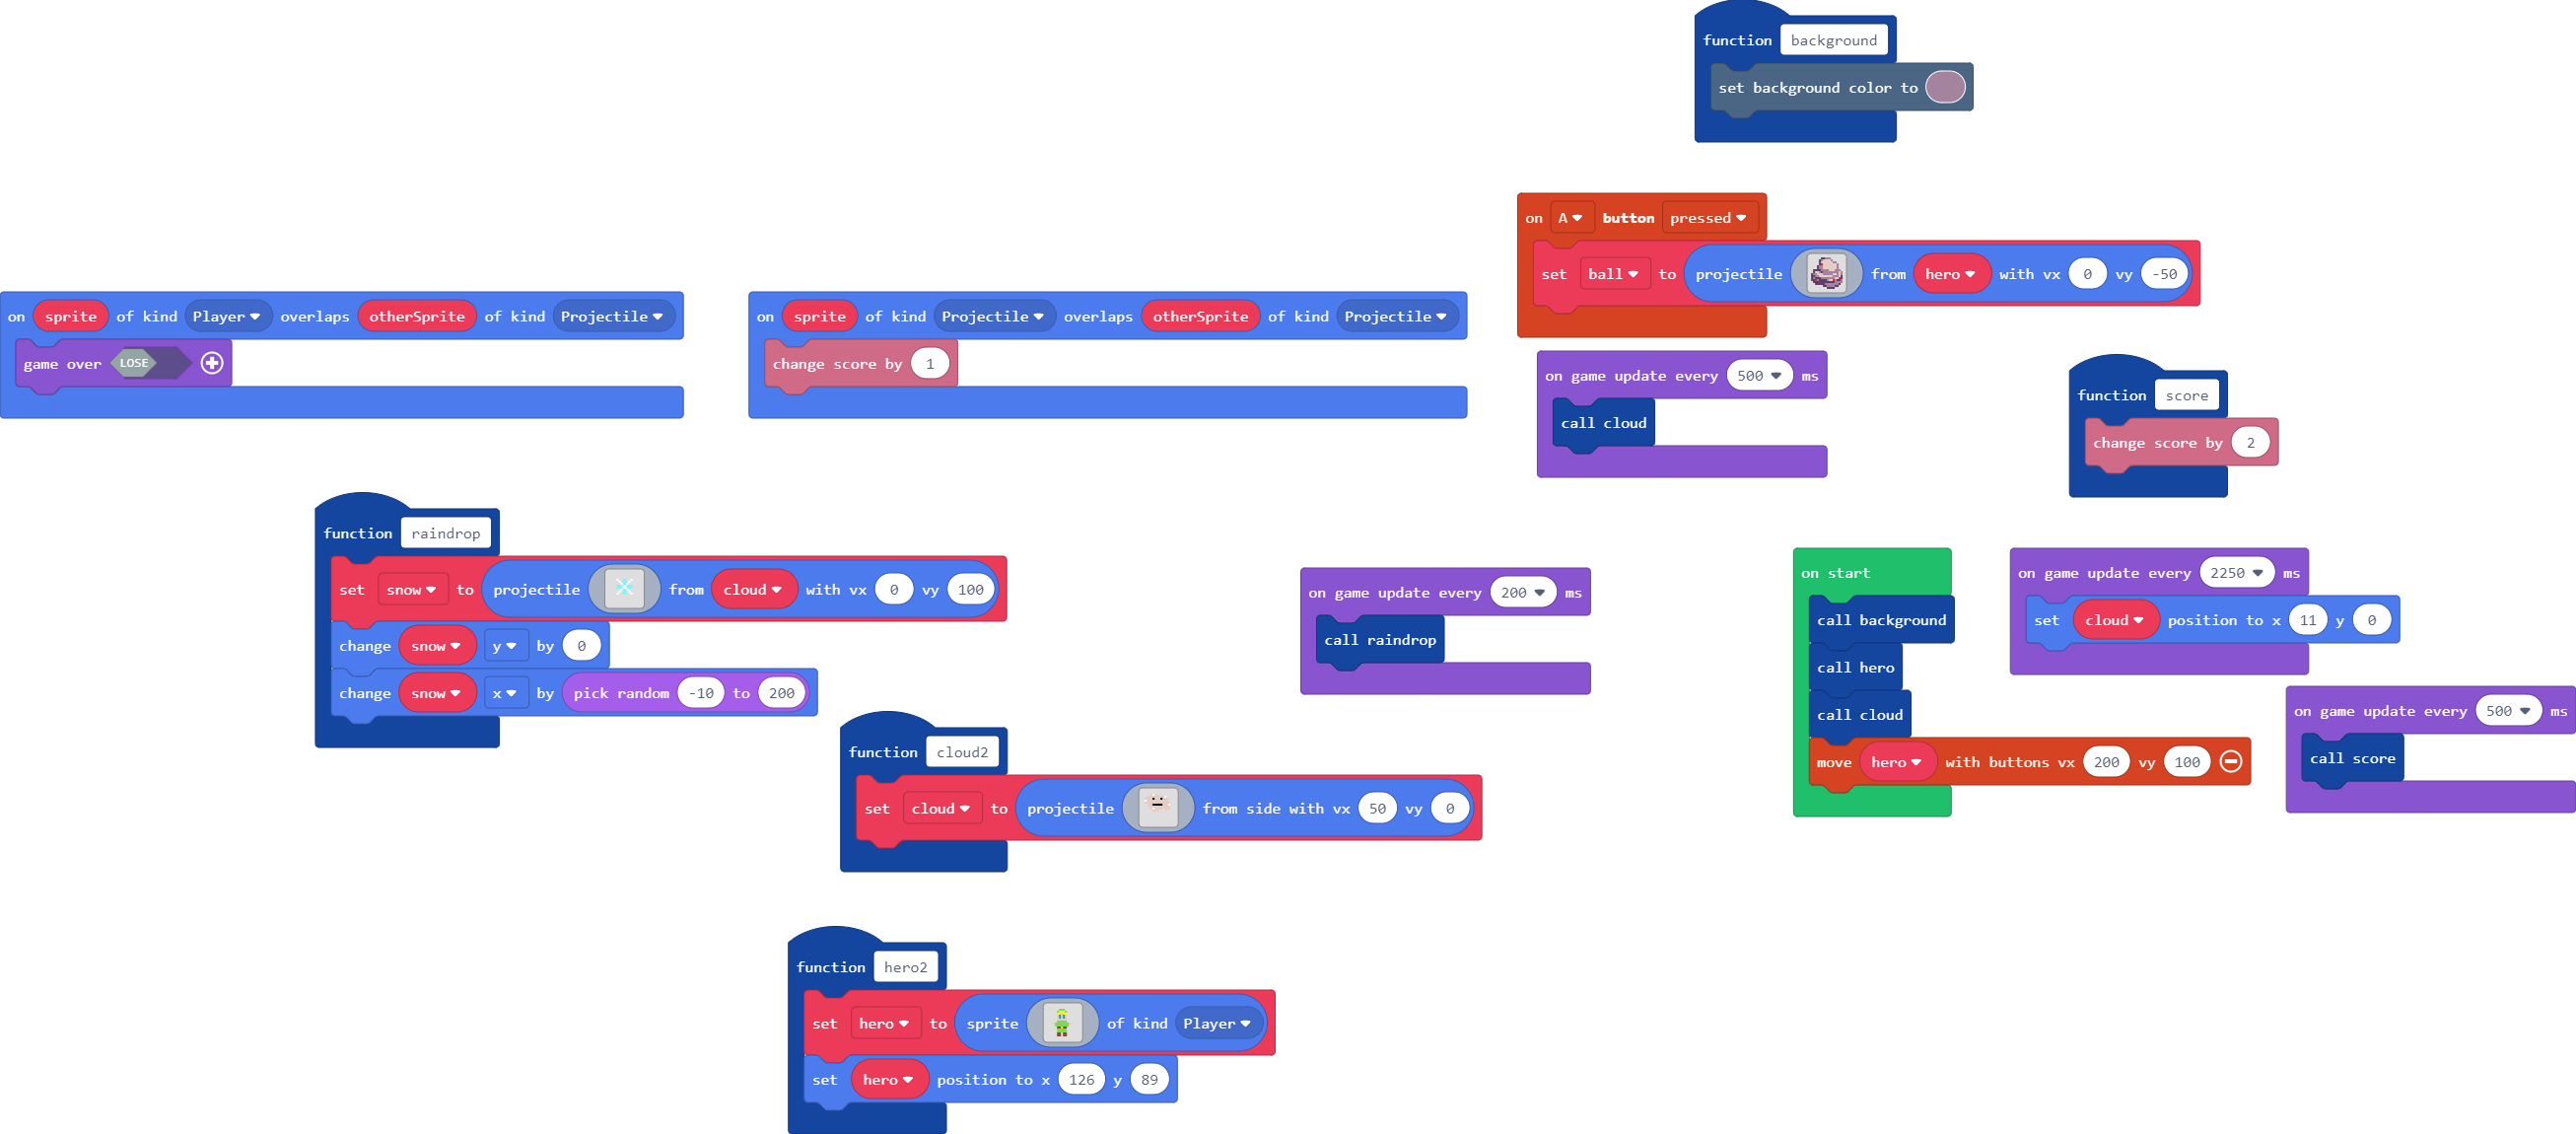 function background
set background color to
on A button pressed
set ball to projectile from hero with vx 0 vy -50
on sprite of kind Player overlaps otherSprite of kind Projectile
game over LOSE
on sprite of kind Projectile overlaps otherSprite of kind Projectile
change score by 1
on game update every 500 ms
call cloud
function score
change score by 2
function raindrop
set snow to projectile from cloud with vx 0 vy 100
change snow y by 0
change snow x by pick random -10 to 200
on game update every 200 ms
call raindrop
on start
call background
call hero
call cloud
move hero with buttons vx 200 vy 100
on game update every 2250 ms
set cloud position to x 11 y 0
on game update every 500 ms
call score
function cloud2
set cloud to projectile from side with vx 50 vy 0
function hero2
set hero to sprite of kind Player
set hero position to x 126 y 89